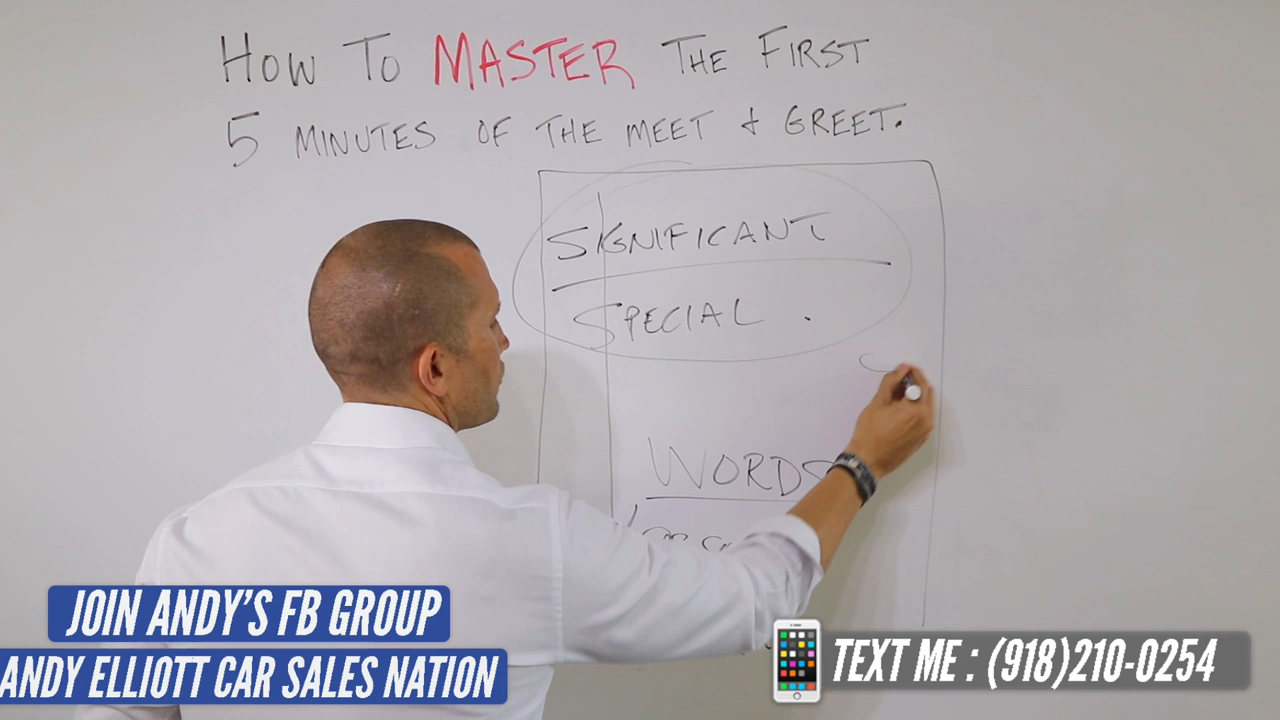 How To MASTER THE FIRST
5 MINUTES OF THE MEET & GREET.
SIGNIFICANT
SPECIAL.
WORDS
JOIN ANDY'S FB GROUP
ANDY ELLIOTT CAR SALES NATION
TEXT ME : (918)210-0254